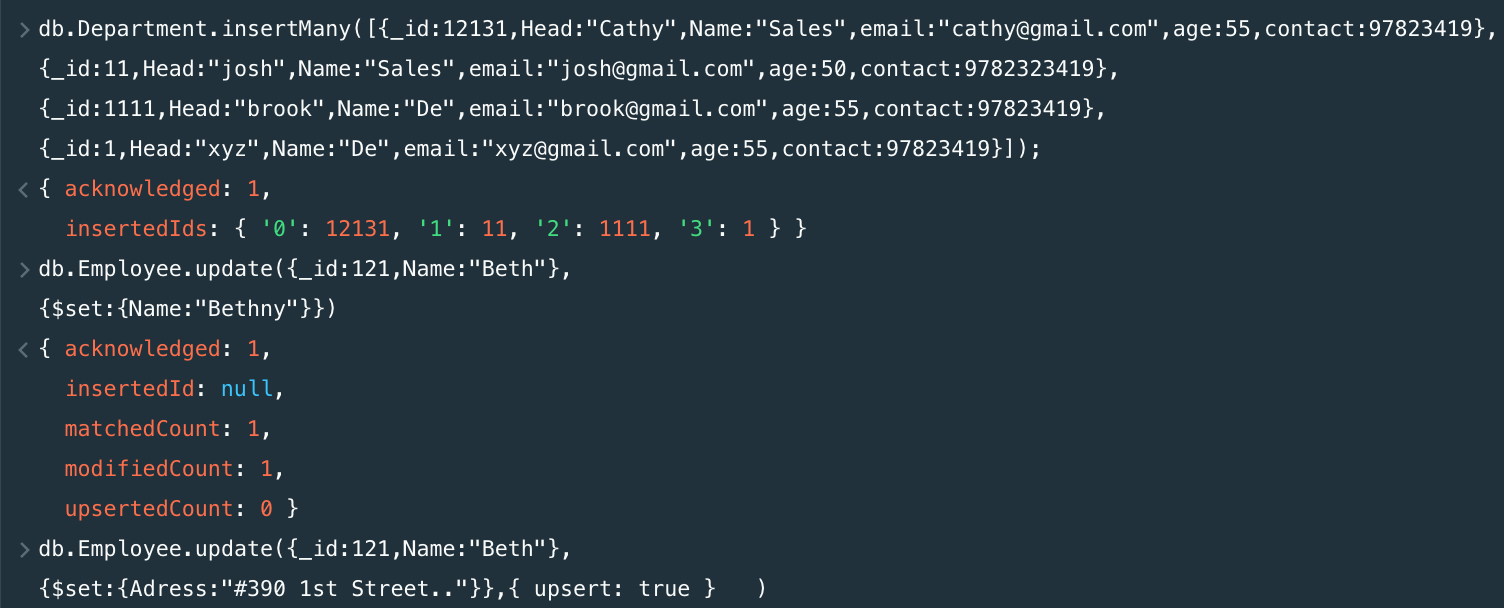 > db.Department.insertMany([{_id:12131,Head:"Cathy",Name:"Sales",email:"cathy@gmail.com",age:55,contact:97823419},
{_id:11,Head:"josh",Name:"Sales",email:"josh@gmail.com",age:50,contact:9782323419},
{_id:1111,Head:"brook",Name:"De",email:"brook@gmail.com",age:55,contact:97823419},
{_id:1,Head:"xyz",Name:"De",email:"xyz@gmail.com",age:55,contact:97823419}]);
< { acknowledged: 1,
insertedIds: { '0': 12131, '1': 11, '2': 1111, '3': 1 } }
> db.Employee.update({_id:121,Name:"Beth"},
{$set:{Name:"Bethny"}})
< { acknowledged: 1,
insertedId: null,
matchedCount: 1,
modifiedCount: 1,
upsertedCount: 0 }
> db.Employee.update({_id:121,Name:"Beth"},
{$set:{Adress:"#390 1st Street.."}},{ upsert: true }   )